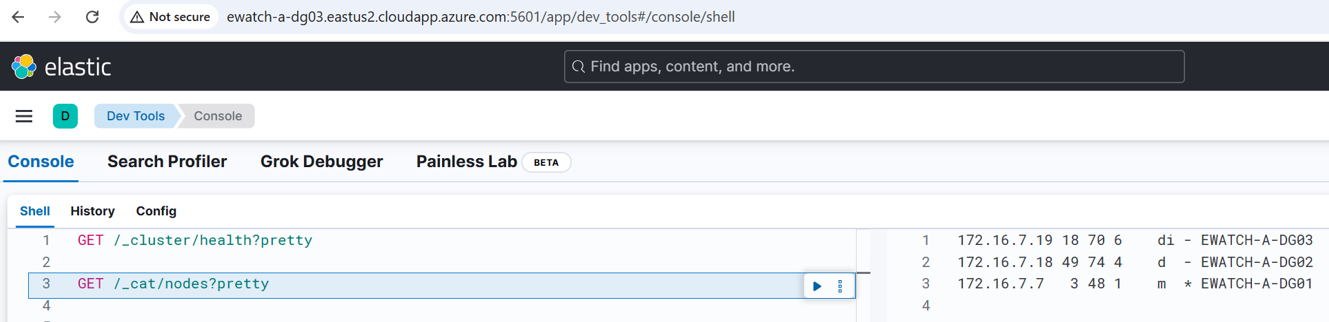 Not secure ewatch-a-dg03.eastus2.cloudapp.azure.com:5601/app/dev_tools#/console/shell
elastic Find apps, content, and more.
D Dev Tools Console
Console Search Profiler Grok Debugger Painless Lab BETA
Shell History Config
1 GET /_cluster/health?pretty
2
3 GET /_cat/nodes?pretty
4
1 172.16.7.19 18 70 6 di - EWATCH-A-DG03
2 172.16.7.18 49 74 4 d - EWATCH-A-DG02
3 172.16.7.7 3 48 1 m * EWATCH-A-DG01
4